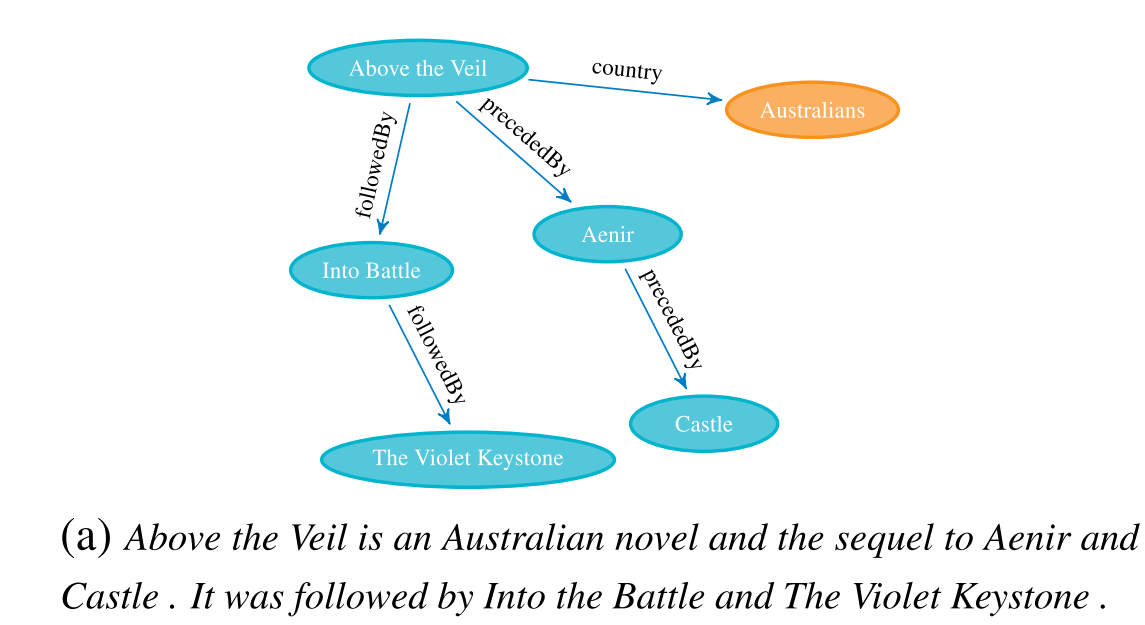 Above the Veil
country
Australians
followedBy
precededBy
Aenir
Into Battle
followedBy
precededBy
Castle
The Violet Keystone
(a) Above the Veil is an Australian novel and the sequel to Aenir and
Castle . It was followed by Into the Battle and The Violet Keystone .